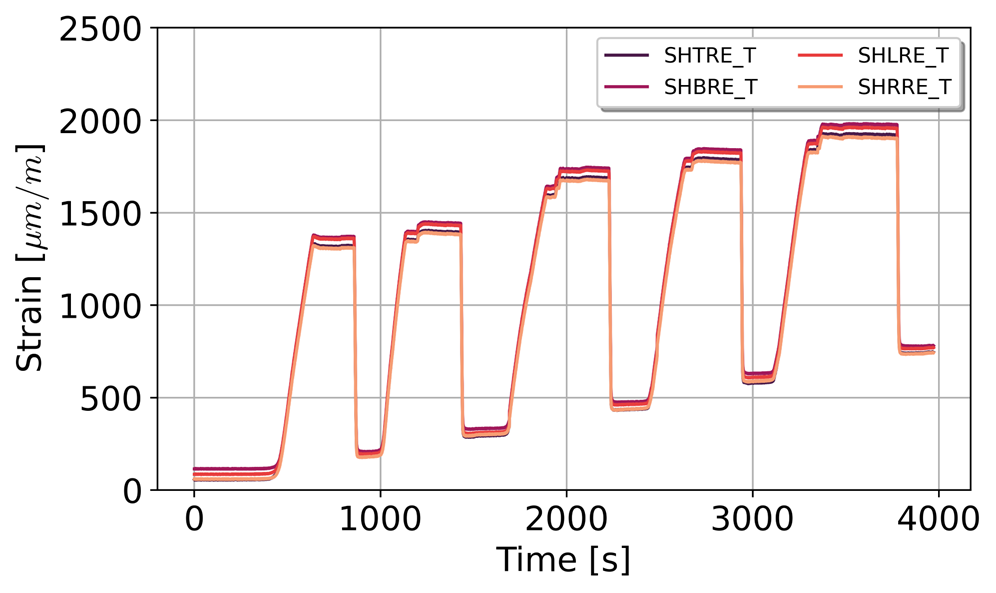 2500
2000
1500
1000
500
0
Strain [μm/m]
SHTRE_T
SHBRE_T
SHLRE_T
SHRRE_T
0 1000 2000 3000 4000
Time [s]